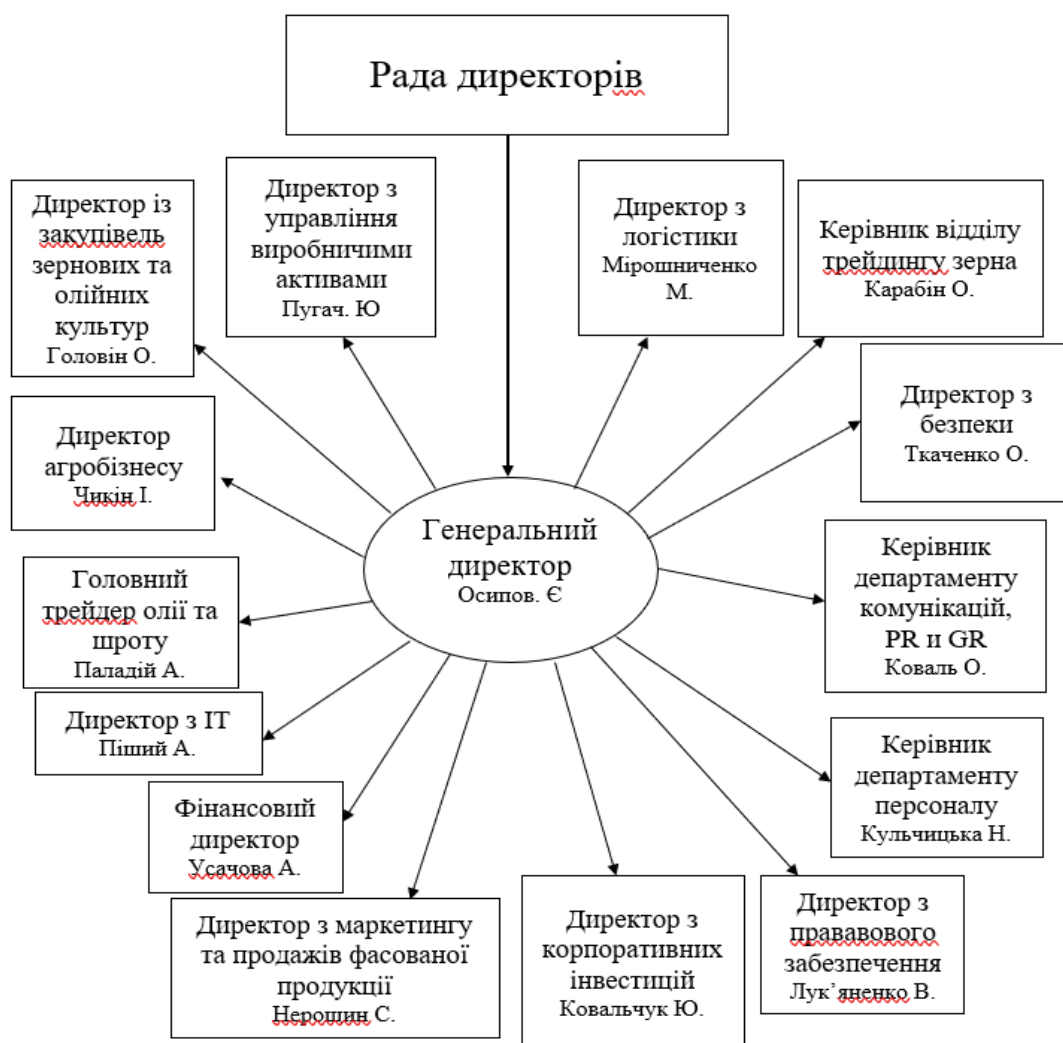 Рада директорів
Директор із
закупівель
зернових та
олійних
культур
Головін О.
Директор з
управління
виробничими
активами
Пугач. Ю
Директор з
логістики
Мірошниченко
М.
Керівник відділу
трейдингу зерна
Карабін О.
Директор
агробізнесу
Чикін І.
Директор з
безпеки
Ткаченко О.
Генеральний
директор
Осипов. Є
Головний
трейдер олії та
шроту
Паладій А.
Керівник
департаменту
комунікацій,
PR и GR
Коваль О.
Директор з ІТ
Піший А.
Керівник
департаменту
персоналу
Кульчицька Н.
Фінансовий
директор
Усачова А.
Директор з маркетингу
та продажів фасованої
продукції
Нерошин С.
Директор з
корпоративних
інвестицій
Ковальчук Ю.
Директор з
прававового
забезпечення
Лук’яненко В.